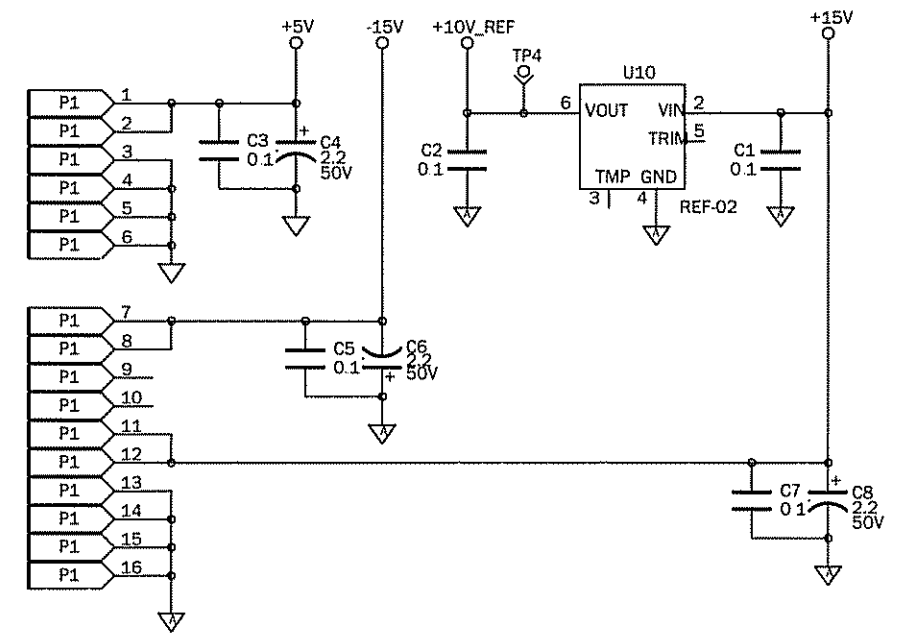 +5V
-15V
+10V_REF
+15V
TP4
U10
P1 1
P1 2
P1 3
P1 4
P1 5
P1 6
C3
0.1
+
C4
2.2
50V
C2
0.1
6 VOUT
VIN 2
TRIM 5
TMP GND
3 4
REF-02
C1
0.1
A
A
A
P1 7
P1 8
P1 9
P1 10
P1 11
P1 12
P1 13
P1 14
P1 15
P1 16
C5
0.1
C6
2.2
50V
+
A
C7
0.1
+
C8
2.2
50V
A
A